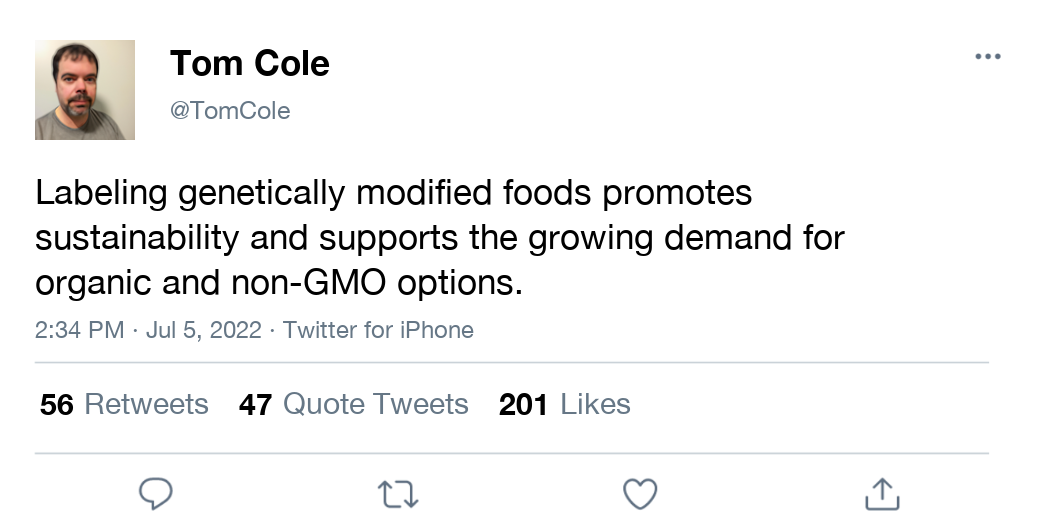 Tom Cole
@TomCole
Labeling genetically modified foods promotes
sustainability and supports the growing demand for
organic and non-GMO options.
2:34 PM · Jul 5, 2022 · Twitter for iPhone
56 Retweets 47 Quote Tweets 201 Likes